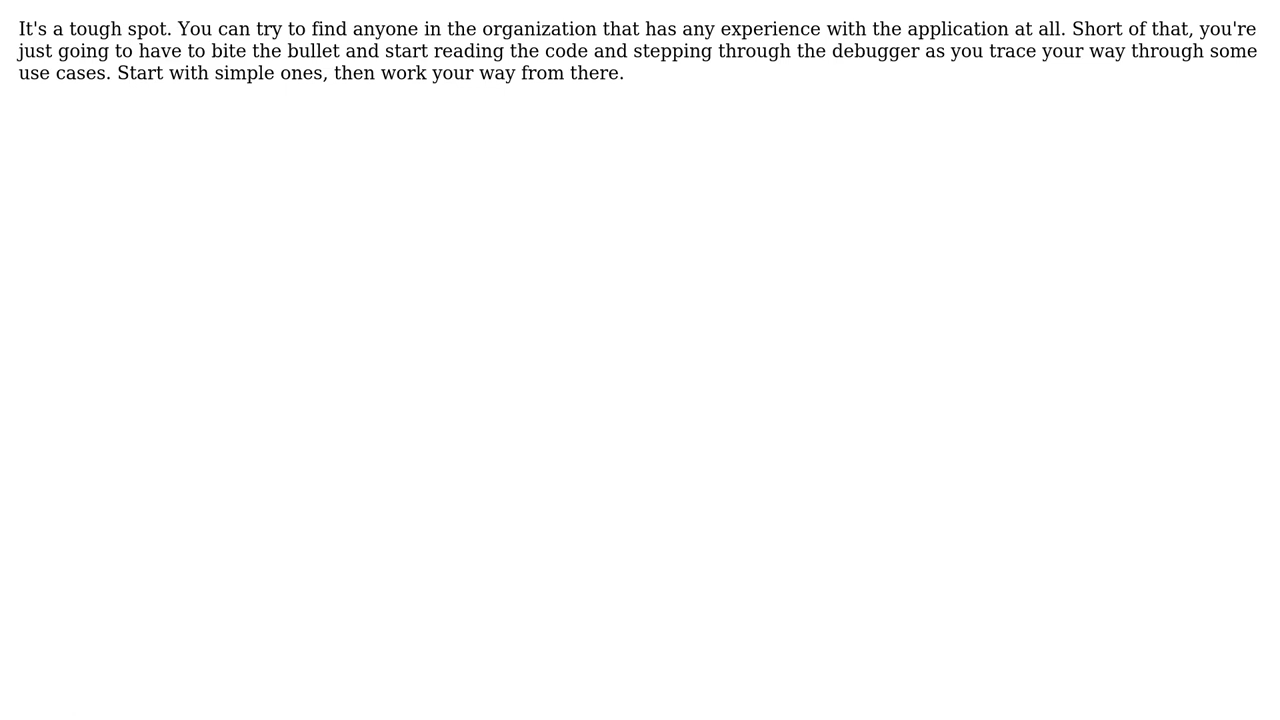 It's a tough spot. You can try to find anyone in the organization that has any experience with the application at all. Short of that, you're
just going to have to bite the bullet and start reading the code and stepping through the debugger as you trace your way through some
use cases. Start with simple ones, then work your way from there.